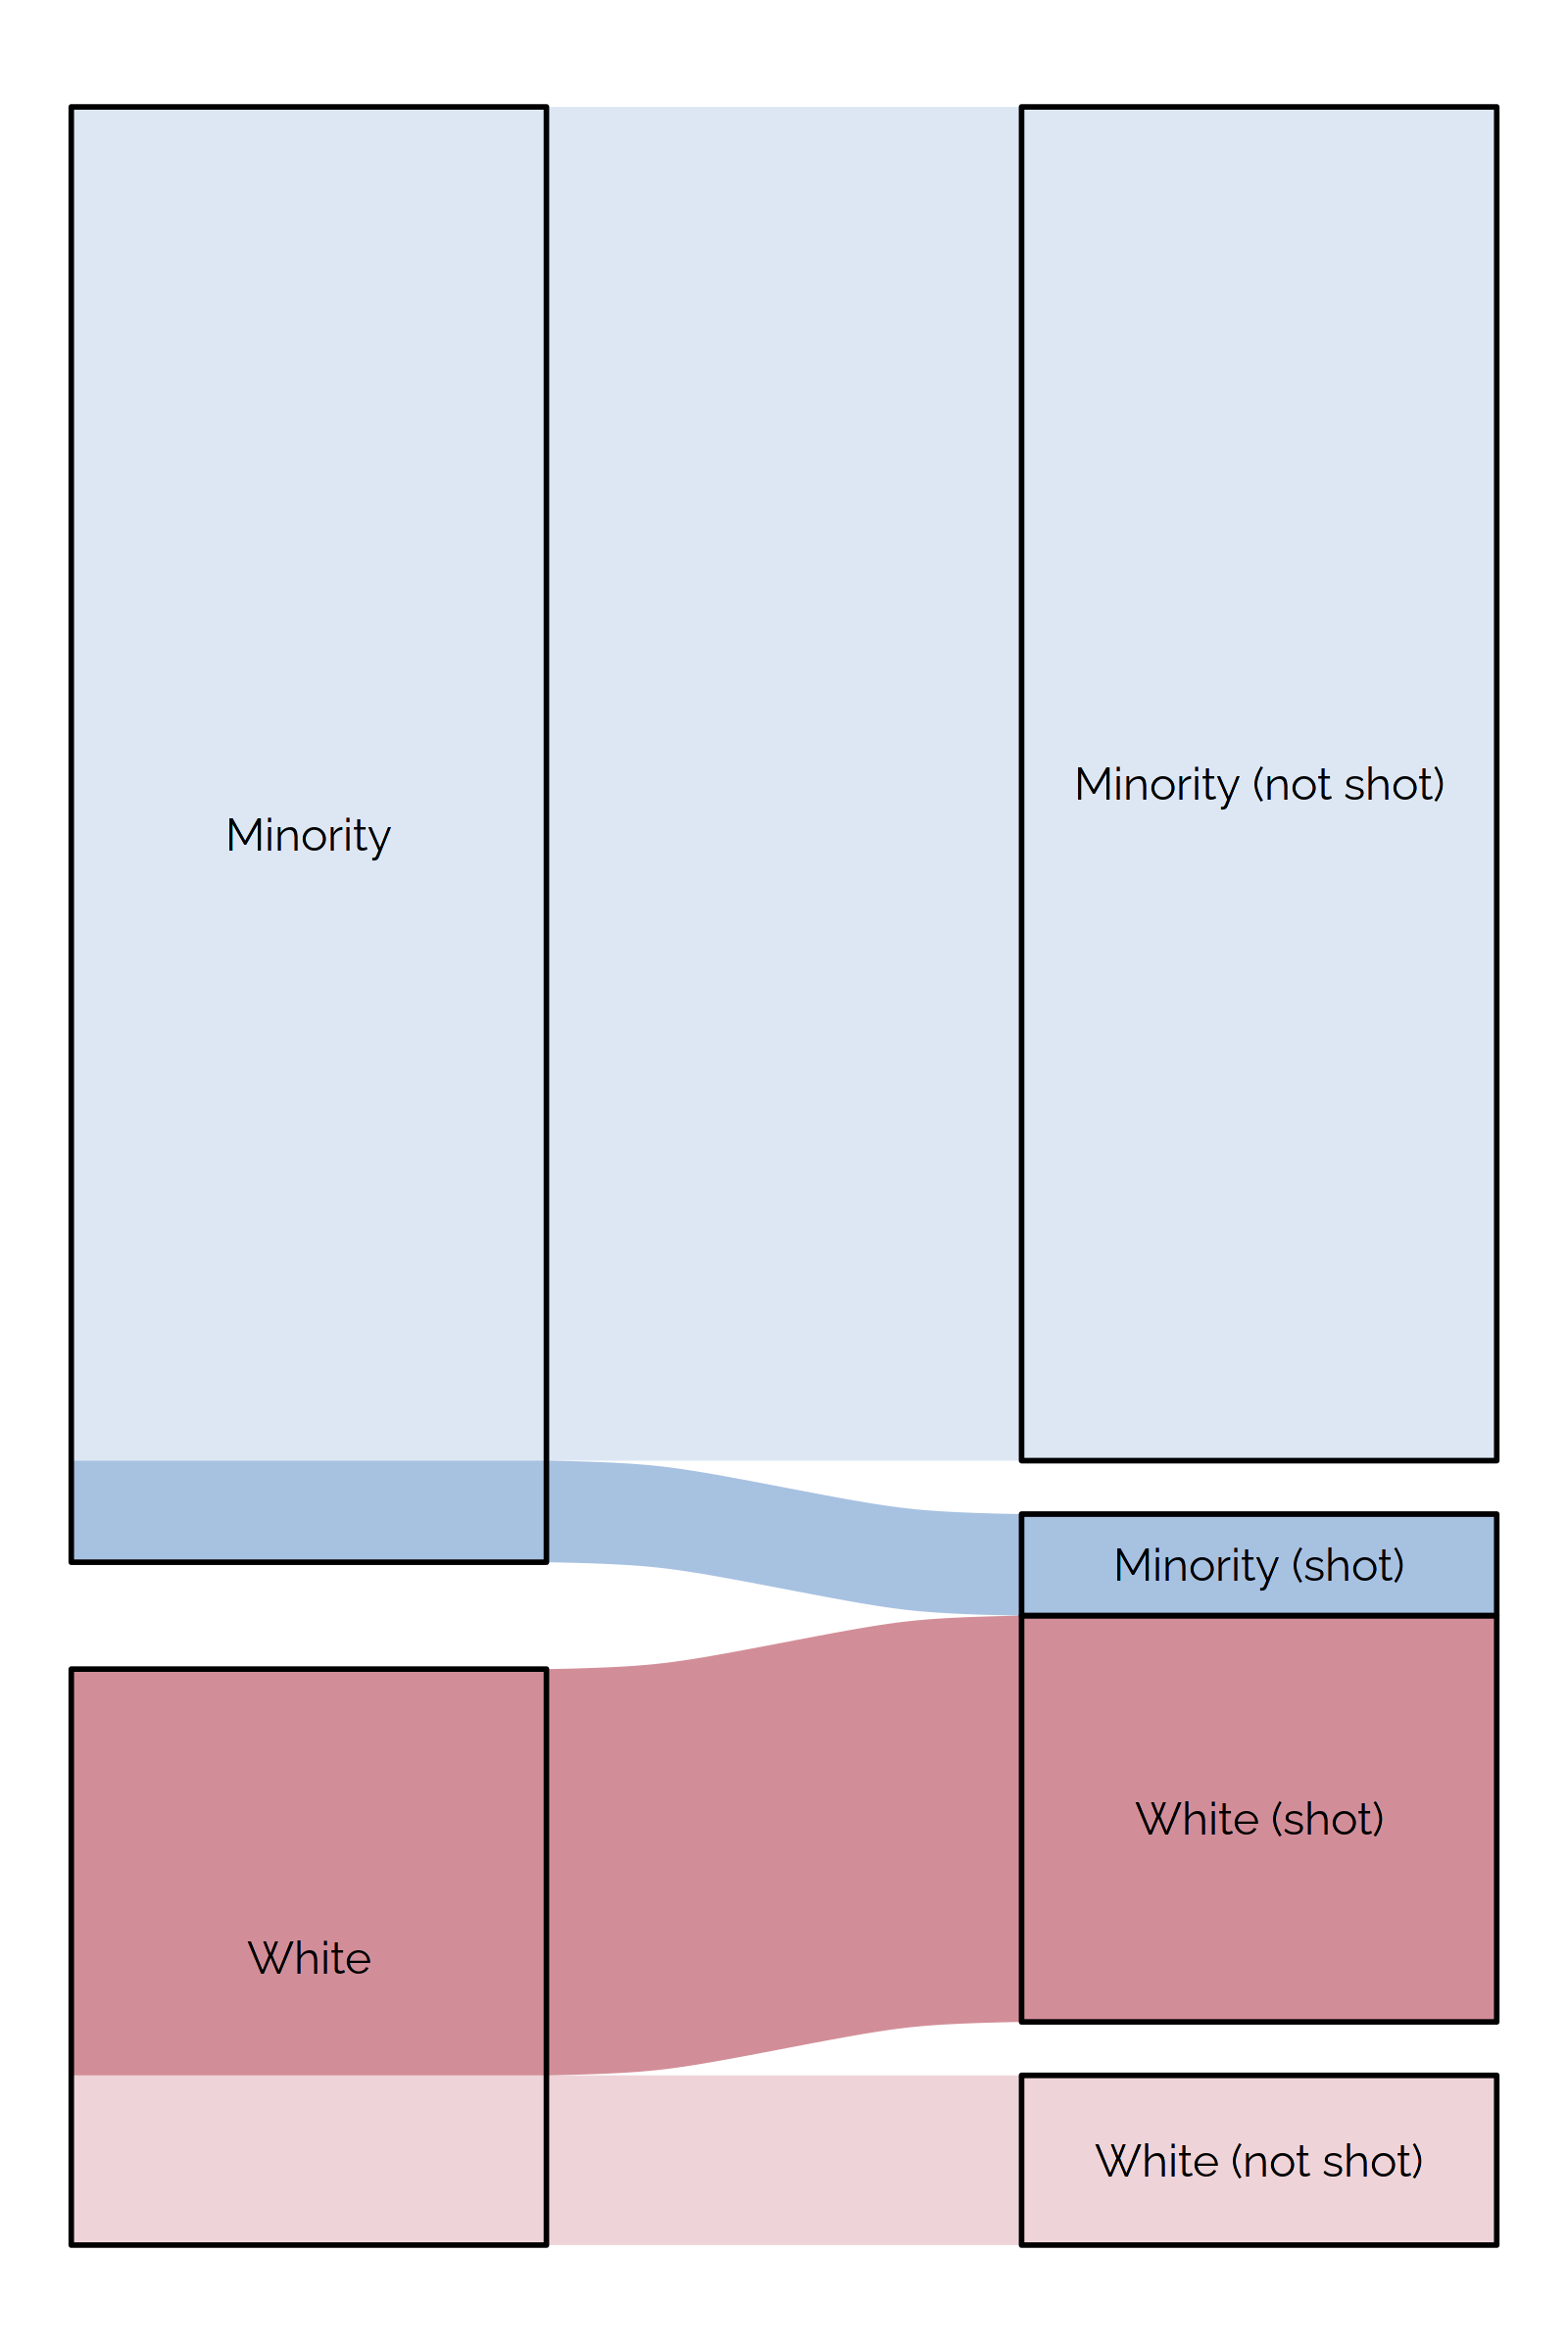 Minority
Minority (not shot)
Minority (shot)
White (shot)
White
White (not shot)